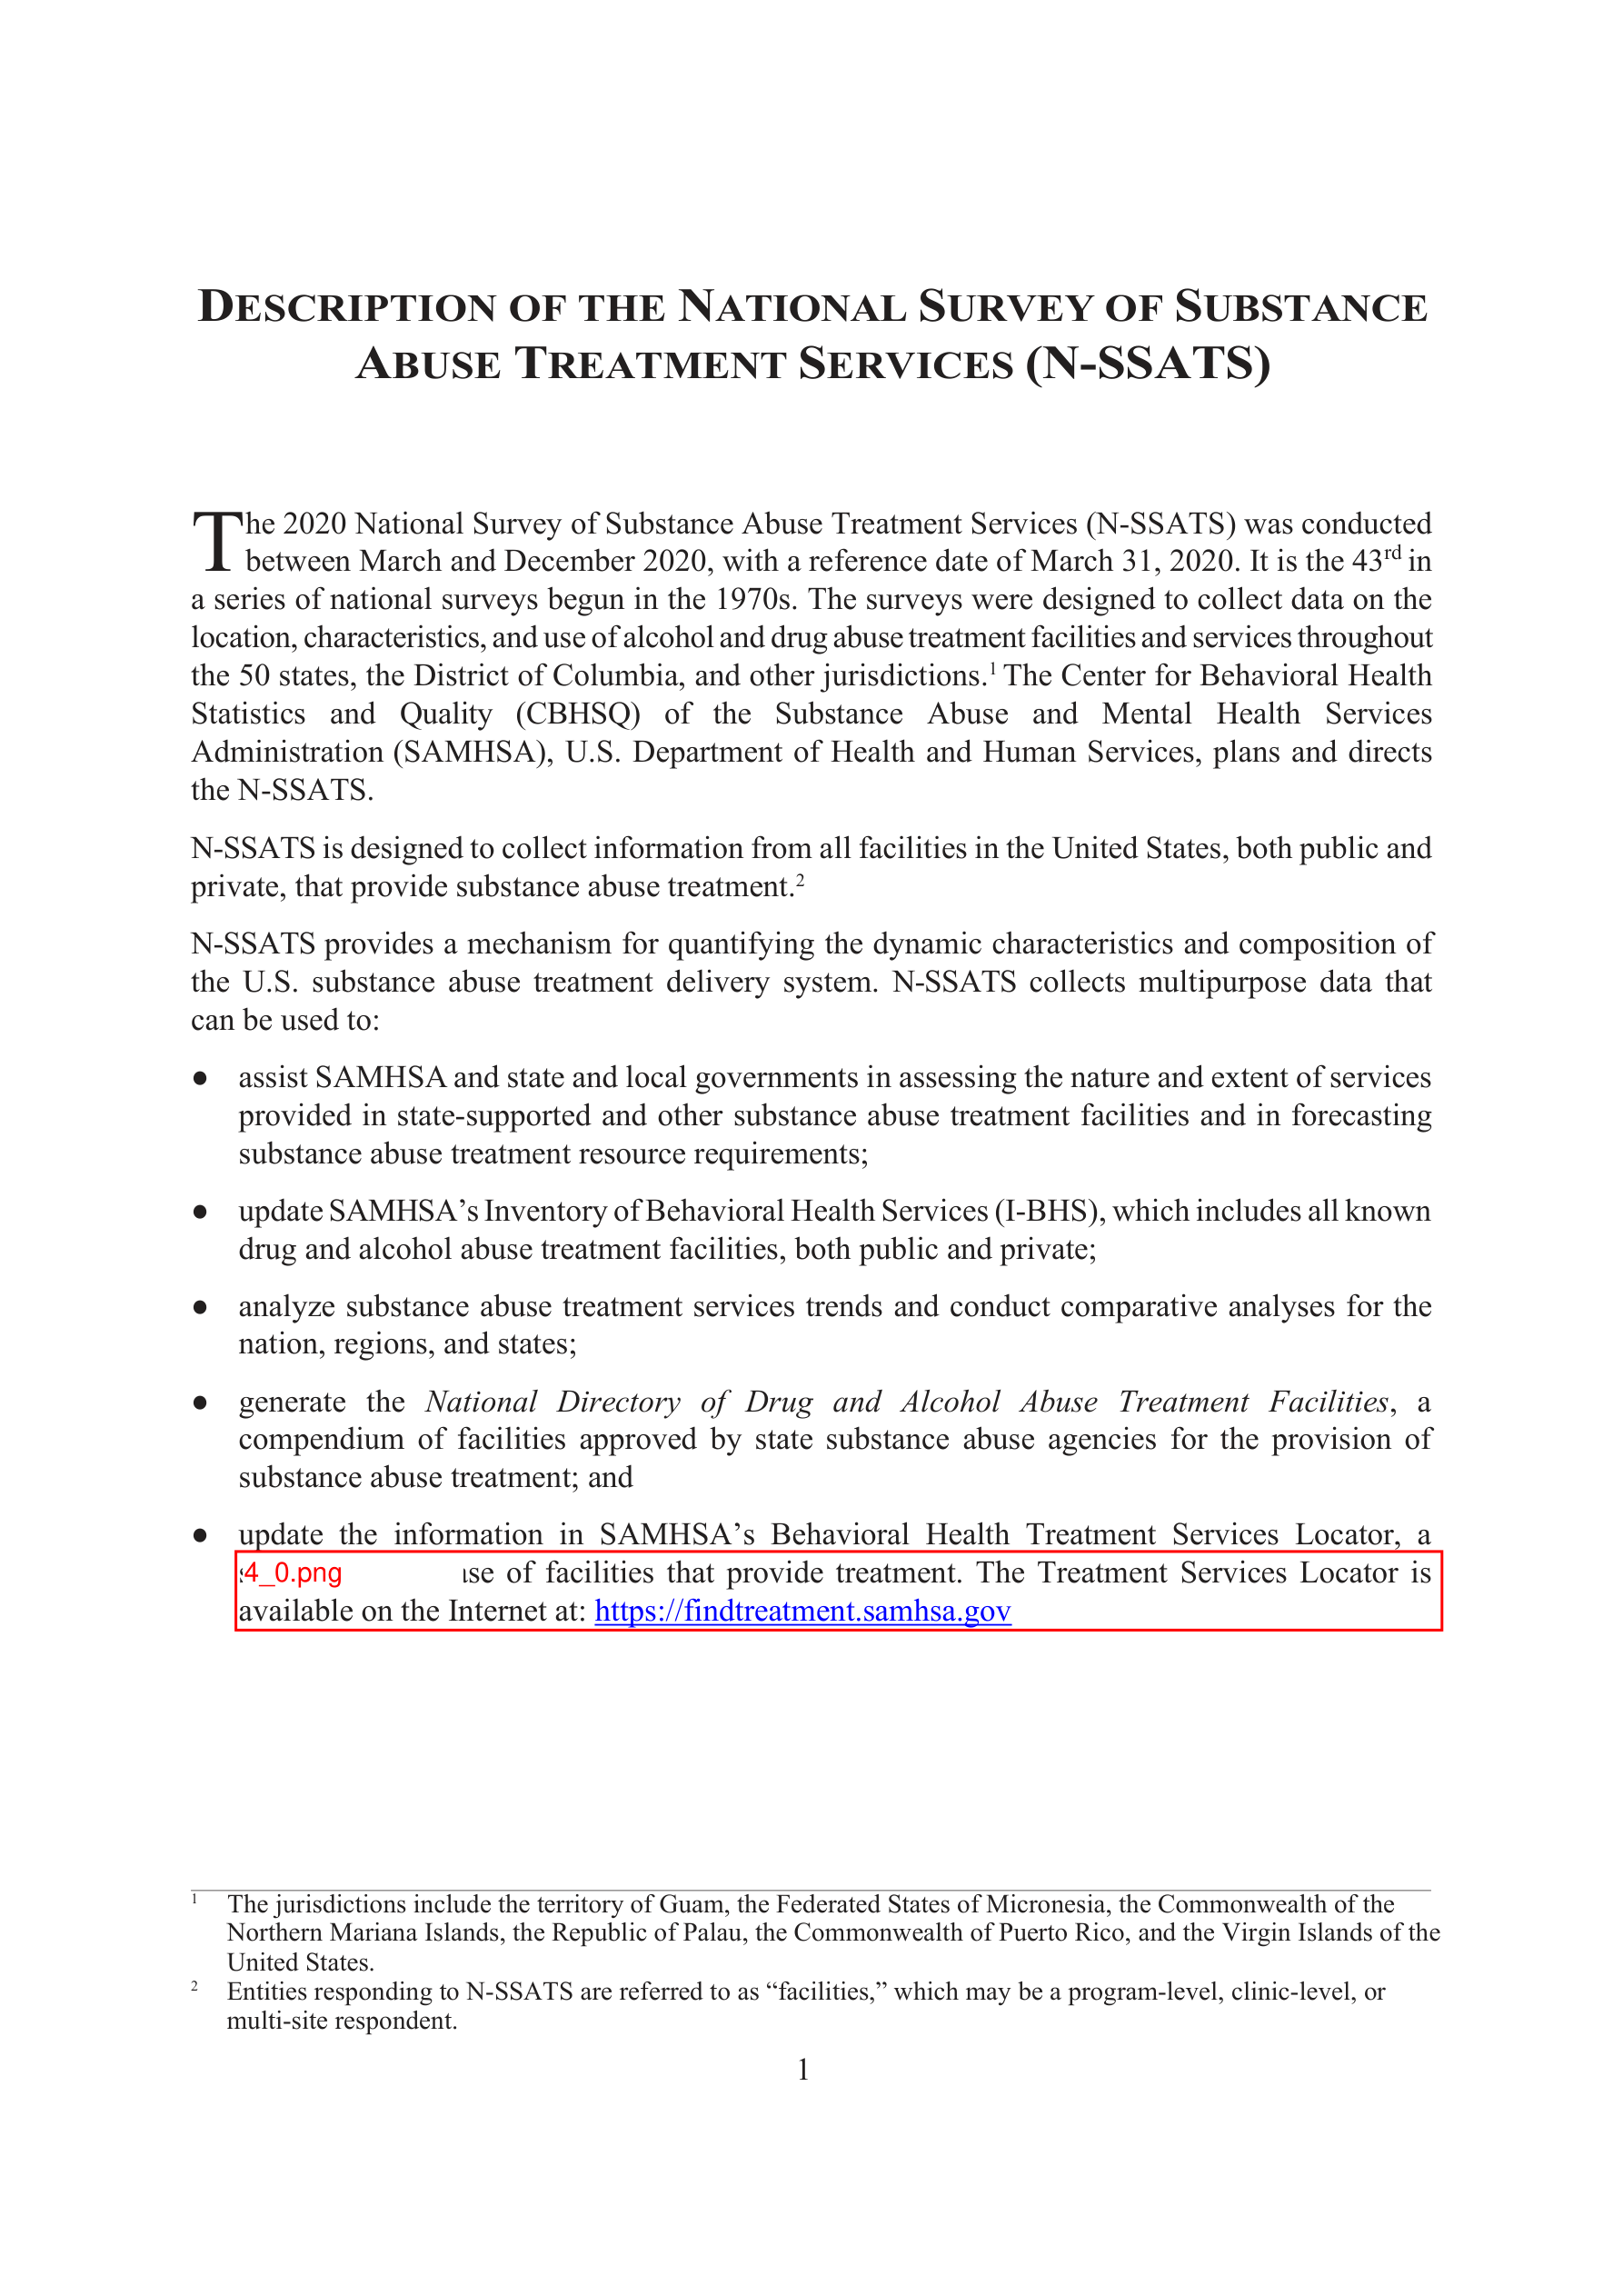 DESCRIPTION OF THE NATIONAL SURVEY OF SUBSTANCE
ABUSE TREATMENT SERVICES (N-SSATS)
The 2020 National Survey of Substance Abuse Treatment Services (N-SSATS) was conducted
between March and December 2020, with a reference date of March 31, 2020. It is the 43rd in
a series of national surveys begun in the 1970s. The surveys were designed to collect data on the
location, characteristics, and use of alcohol and drug abuse treatment facilities and services throughout
the 50 states, the District of Columbia, and other jurisdictions.1 The Center for Behavioral Health
Statistics and Quality (CBHSQ) of the Substance Abuse and Mental Health Services
Administration (SAMHSA), U.S. Department of Health and Human Services, plans and directs
the N-SSATS.
N-SSATS is designed to collect information from all facilities in the United States, both public and
private, that provide substance abuse treatment.2
N-SSATS provides a mechanism for quantifying the dynamic characteristics and composition of
the U.S. substance abuse treatment delivery system. N-SSATS collects multipurpose data that
can be used to:
● assist SAMHSA and state and local governments in assessing the nature and extent of services
provided in state-supported and other substance abuse treatment facilities and in forecasting
substance abuse treatment resource requirements;
● update SAMHSA’s Inventory of Behavioral Health Services (I-BHS), which includes all known
drug and alcohol abuse treatment facilities, both public and private;
● analyze substance abuse treatment services trends and conduct comparative analyses for the
nation, regions, and states;
● generate the National Directory of Drug and Alcohol Abuse Treatment Facilities, a
compendium of facilities approved by state substance abuse agencies for the provision of
substance abuse treatment; and
● update the information in SAMHSA’s Behavioral Health Treatment Services Locator, a
4_0.png of facilities that provide treatment. The Treatment Services Locator is
available on the Internet at: https://findtreatment.samhsa.gov
1 The jurisdictions include the territory of Guam, the Federated States of Micronesia, the Commonwealth of the
Northern Mariana Islands, the Republic of Palau, the Commonwealth of Puerto Rico, and the Virgin Islands of the
United States.
2 Entities responding to N-SSATS are referred to as “facilities,” which may be a program-level, clinic-level, or
multi-site respondent.
1